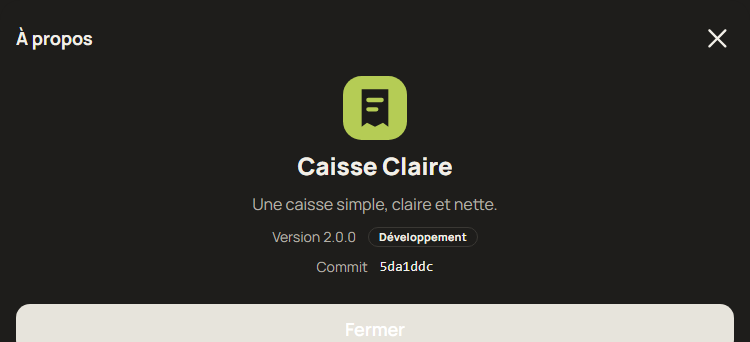 À propos
Caisse Claire
Une caisse simple, claire et nette.
Version 2.0.0 Développement
Commit 5da1ddc
Fermer